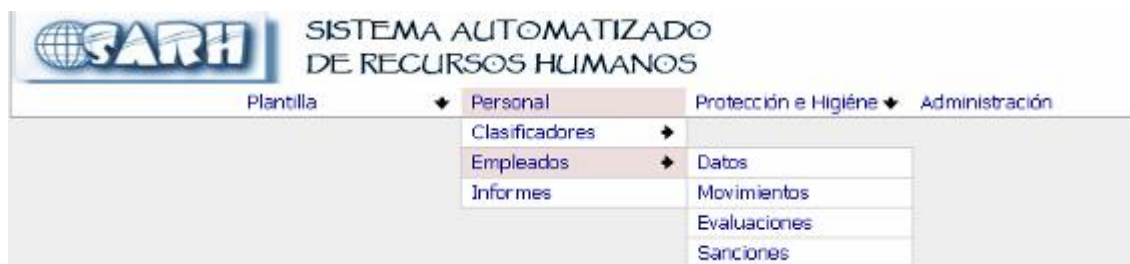 SARH
SISTEMA AUTOMATIZADO
DE RECURSOS HUMANOS
Plantilla Personal Protección e Higiéne Administración
Clasificadores
Empleados Datos
Informes Movimientos
Evaluaciones
Sanciones